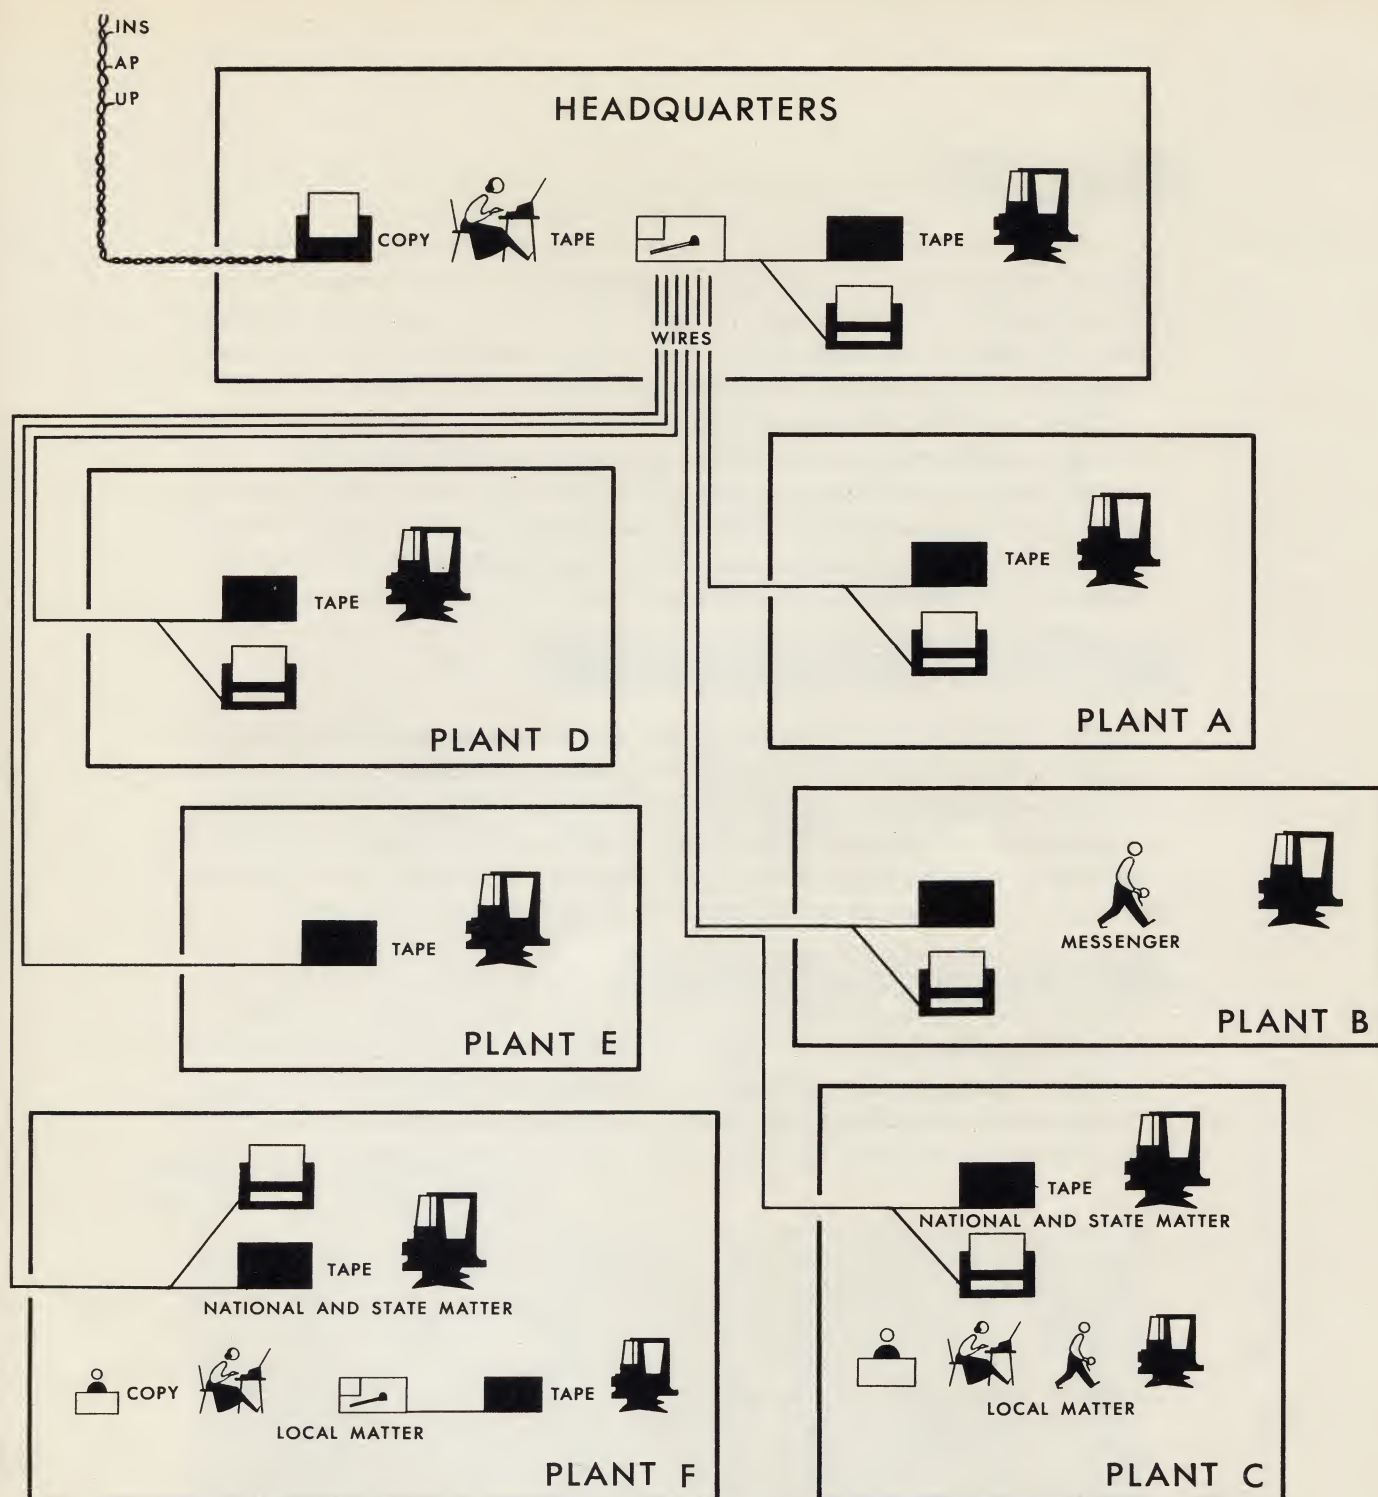 INS
AP
UP
HEADQUARTERS
COPY
TAPE
TAPE
WIRES
TAPE
PLANT D
TAPE
PLANT A
TAPE
PLANT E
MESSENGER
PLANT B
TAPE
NATIONAL AND STATE MATTER
COPY
TAPE
LOCAL MATTER
PLANT F
TAPE
NATIONAL AND STATE MATTER
LOCAL MATTER
PLANT C